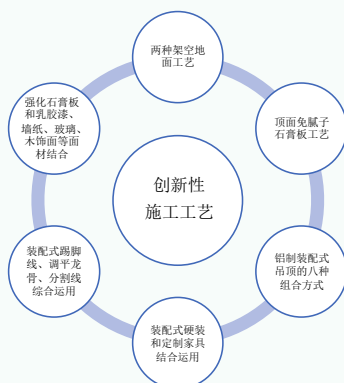 两种架空地
面工艺
顶面免腻子
石膏板工艺
铝制装配式
吊顶的八种
组合方式
装配式硬装
和定制家具
结合运用
装配式踢脚
线、调平龙
骨、分割线
综合运用
强化石膏板
和乳胶漆、
墙纸、玻璃、
木饰面等面
材结合
创新性
施工工艺